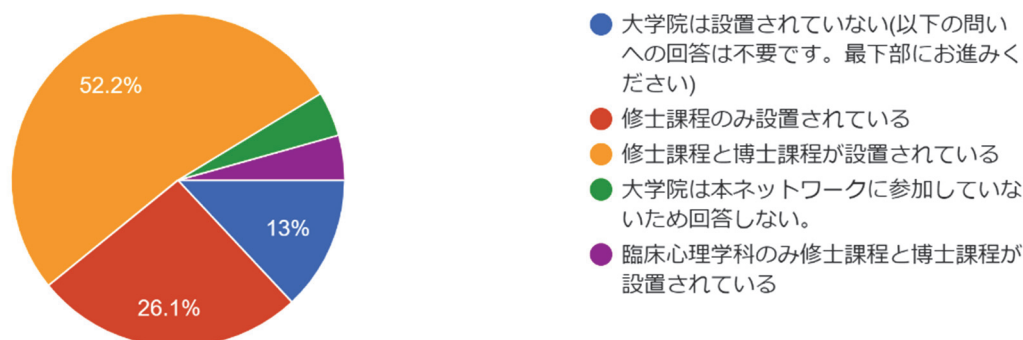 52.2%
13%
26.1%
大学院は設置されていない(以下の問い
への回答は不要です。最下部にお進みく
ださい)
修士課程のみ設置されている
修士課程と博士課程が設置されている
大学院は本ネットワークに参加していな
いため回答しない。
臨床心理学科のみ修士課程と博士課程が
設置されている